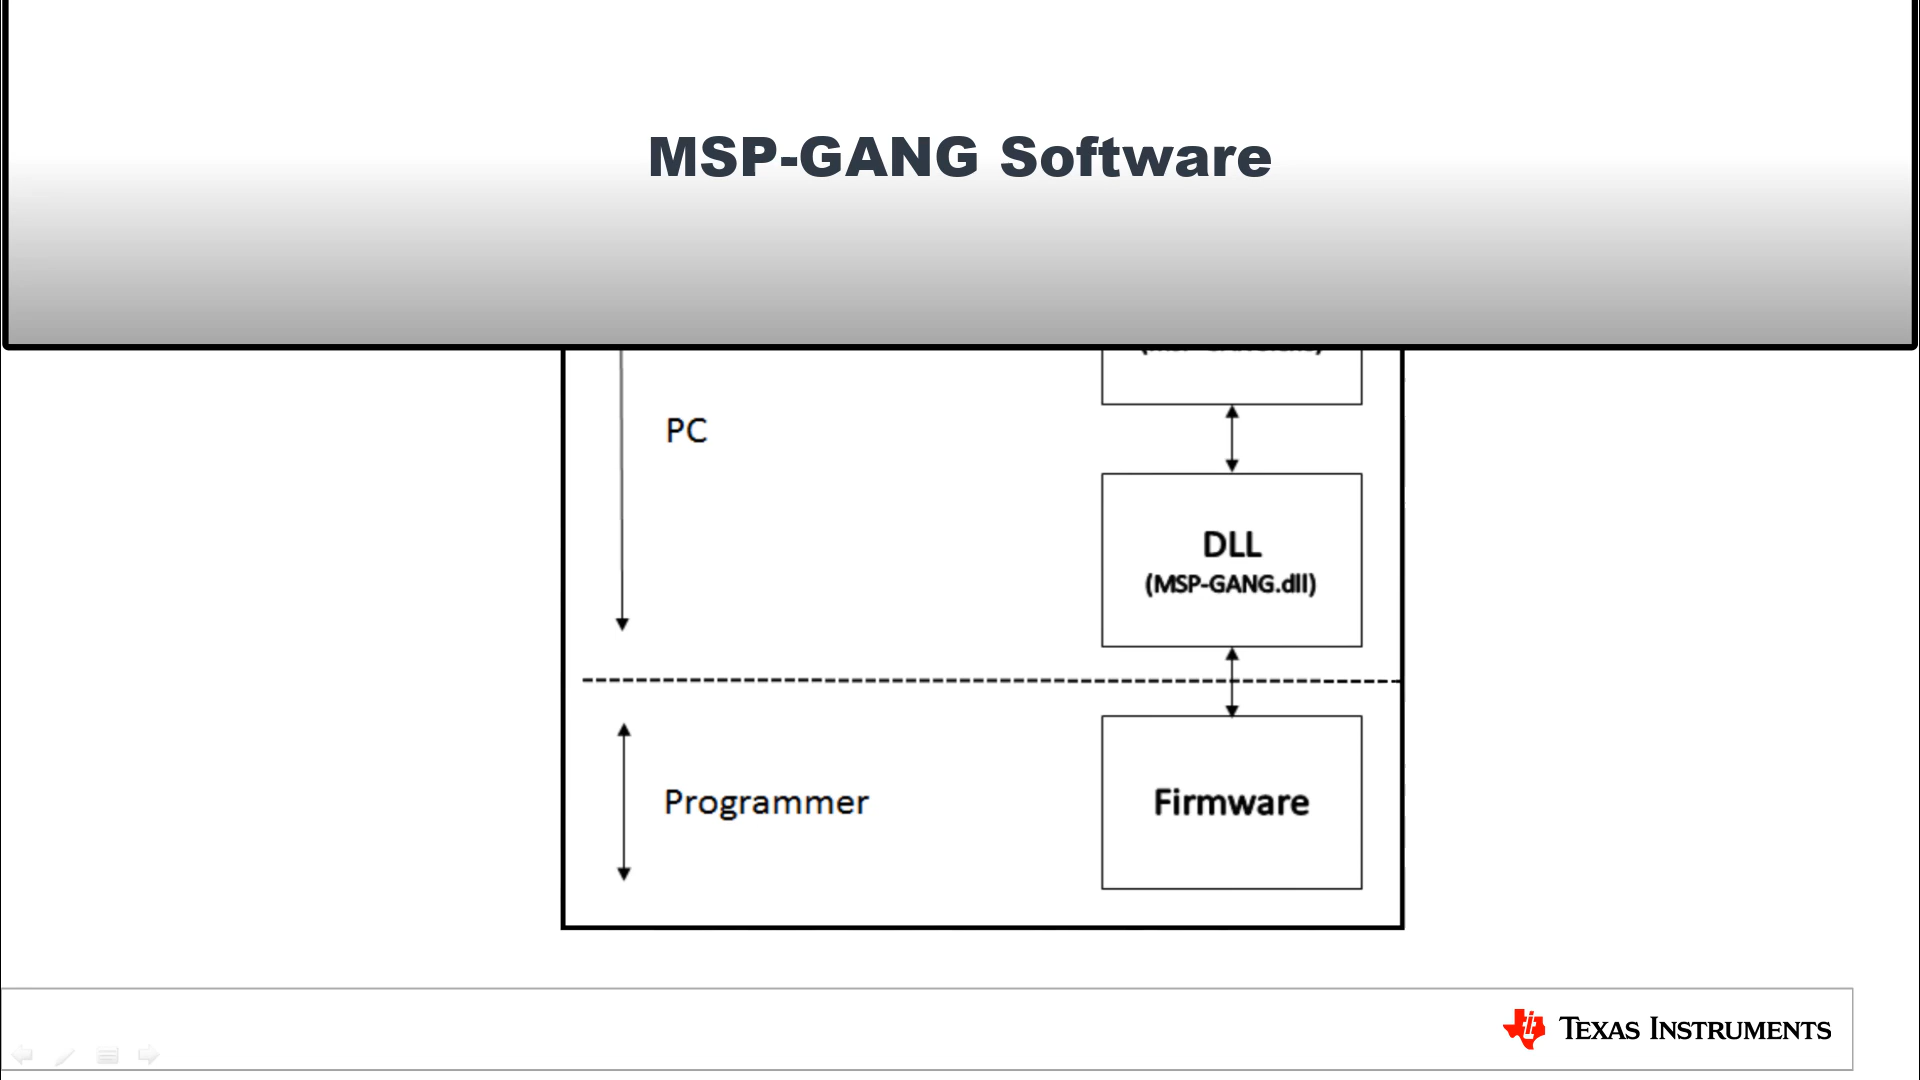 MSP-GANG Software
PC
DLL
(MSP-GANG.dll)
Programmer
Firmware
TEXAS INSTRUMENTS